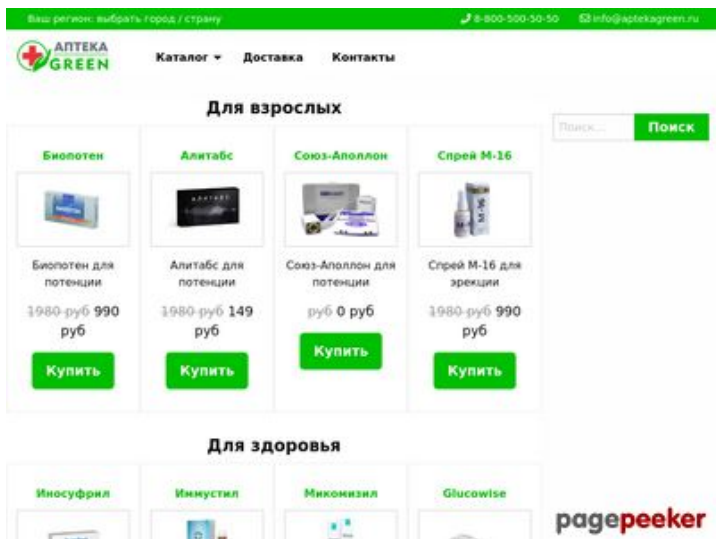 Ваш регион: выбрать город / страну
8-800-500-50-50
info@aptekagreen.ru
АПТЕКА
GREEN
Каталог
Доставка
Контакты
Для взрослых
Поиск...
Поиск
Биопотен
Алитабс
Союз-Аполлон
Спрей М-16
АЛИТАБС
М-16
Биопотен для
потенции
Алитабс для
потенции
Союз-Аполлон для
потенции
Спрей М-16 для
эрекции
1980 руб 990
руб
1980 руб 149
руб
руб 0 руб
1980 руб 990
руб
Купить
Купить
Купить
Купить
Для здоровья
Иносуфрил
Иммустил
Микомизил
Glucowise
pagepeeker